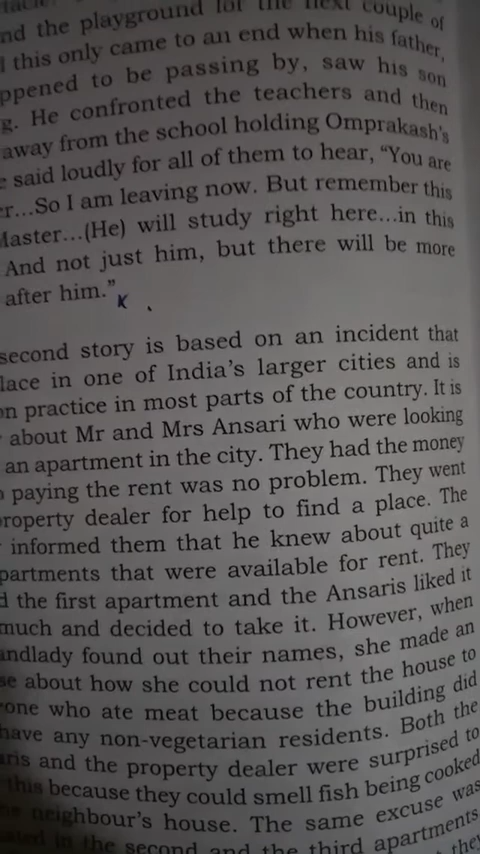 nd the playground for the next couple of
this only came to an end when his father,
ppened to be passing by, saw his son
g. He confronted the teachers and then
away from the school holding Omprakash's
e said loudly for all of them to hear, “You are
er...So I am leaving now. But remember this
Master...(He) will study right here...in this
And not just him, but there will be more
after him.”
K
second story is based on an incident that
lace in one of India's larger cities and is
on practice in most parts of the country. It is
about Mr and Mrs Ansari who were looking
an apartment in the city. They had the money
o paying the rent was no problem. They went
roperty dealer for help to find a place. The
informed them that he knew about quite a
partments that were available for rent. They
d the first apartment and the Ansaris liked it
much and decided to take it. However, when
andlady found out their names, she made an
se about how she could not rent the house to
one who ate meat because the building did
have any non-vegetarian residents. Both the
aris and the property dealer were surprised to
this because they could smell fish being cooked
neighbour's house. The same excuse was
in the second and the third apartments
they